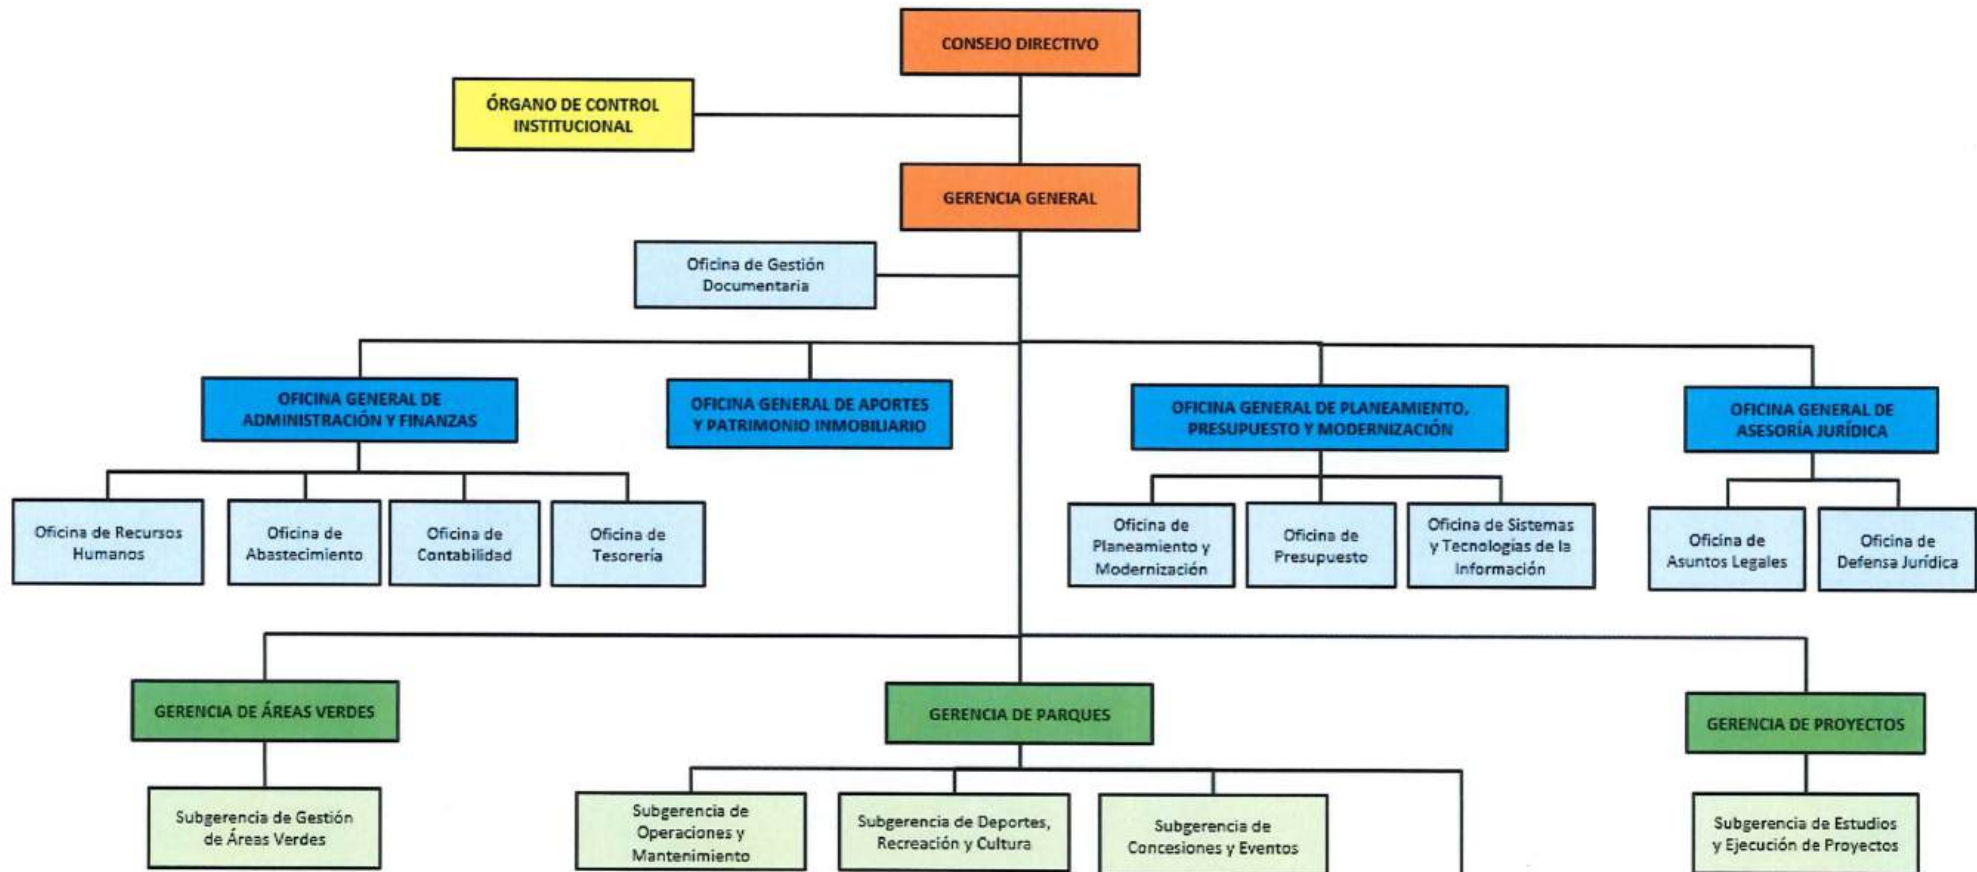 CONSEJO DIRECTIVO
ÓRGANO DE CONTROL
INSTITUCIONAL
GERENCIA GENERAL
Oficina de Gestión
Documentaria
OFICINA GENERAL DE
ADMINISTRACIÓN Y FINANZAS
OFICINA GENERAL DE APORTES
Y PATRIMONIO INMOBILIARIO
OFICINA GENERAL DE PLANEAMIENTO,
PRESUPUESTO Y MODERNIZACIÓN
OFICINA GENERAL DE
ASESORÍA JURÍDICA
Oficina de Recursos
Humanos
Oficina de
Abastecimiento
Oficina de
Contabilidad
Oficina de
Tesorería
Oficina de
Planeamiento y
Modernización
Oficina de
Presupuesto
Oficina de Sistemas
y Tecnologías de la
Información
Oficina de
Asuntos Legales
Oficina de
Defensa Jurídica
GERENCIA DE ÁREAS VERDES
GERENCIA DE PARQUES
GERENCIA DE PROYECTOS
Subgerencia de Gestión
de Áreas Verdes
Subgerencia de
Operaciones y
Mantenimiento
Subgerencia de Deportes,
Recreación y Cultura
Subgerencia de
Concesiones y Eventos
Subgerencia de Estudios
y Ejecución de Proyectos